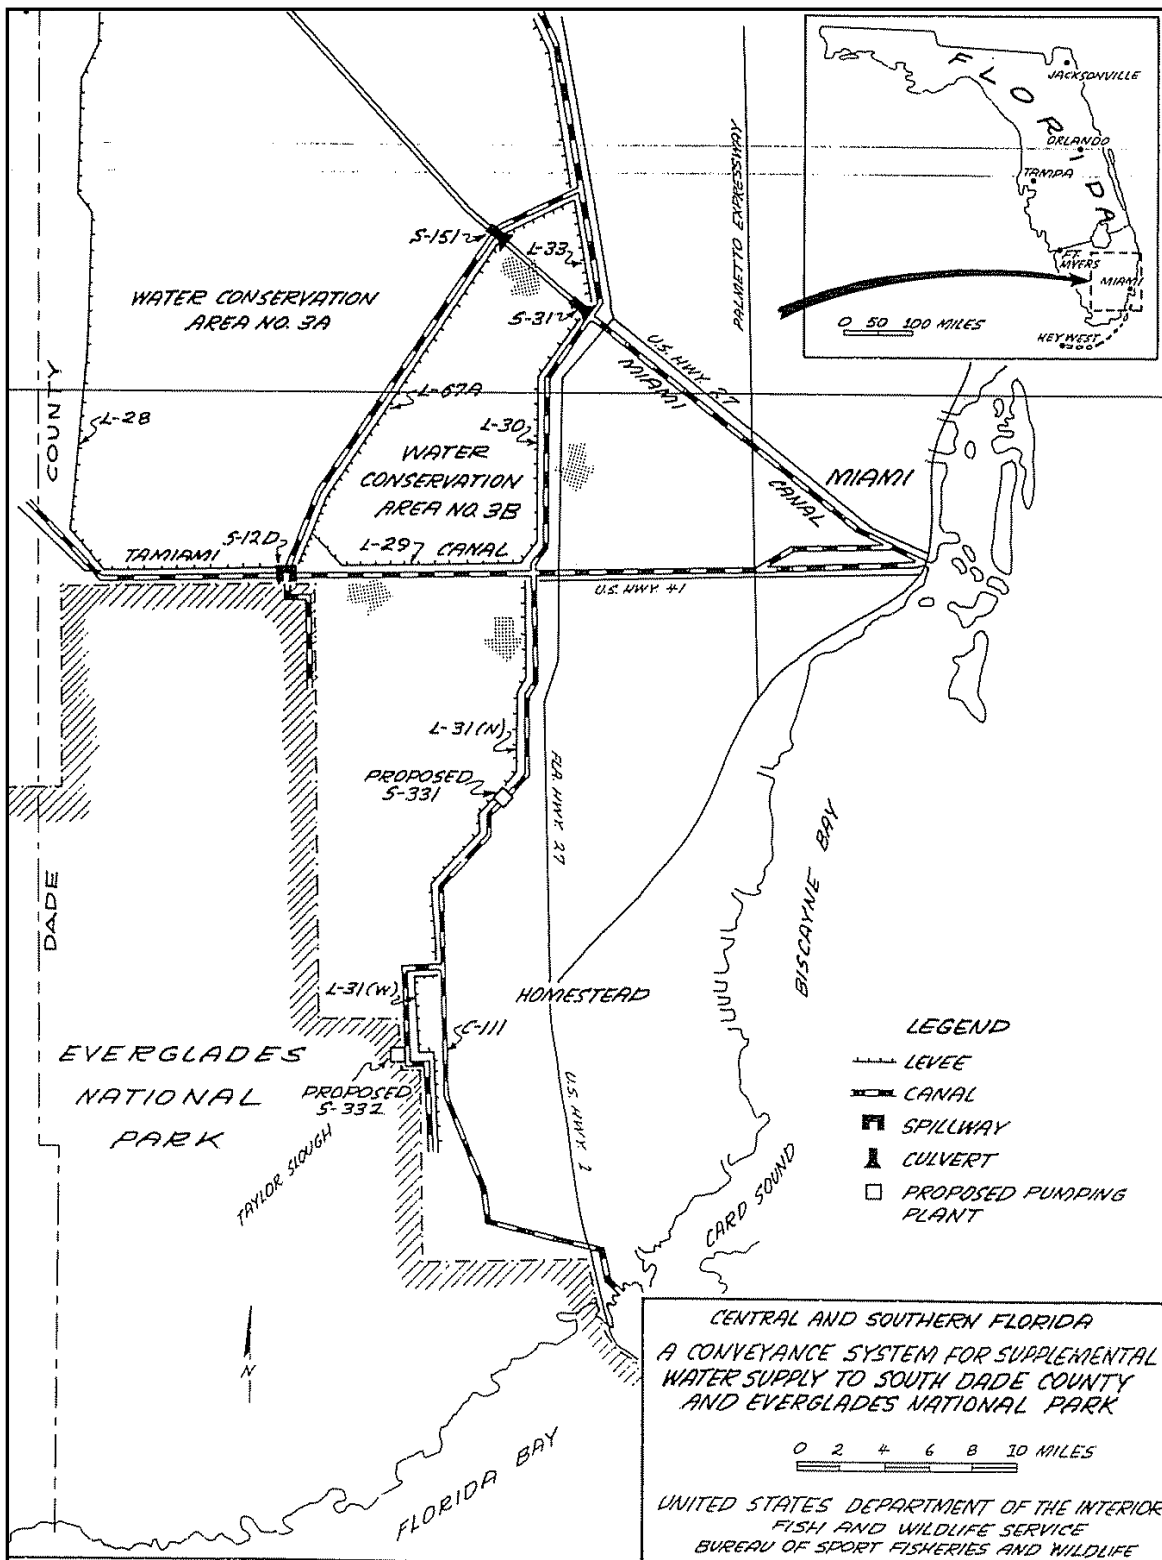 FLORIDA
JACKSONVILLE
ORLANDO
TAMPA
FT.
MYERS
MIAMI
KEY WEST
0 50 100 MILES
PALMETTO EXPRESSWAY
S-151
L-33
WATER CONSERVATION
AREA NO. 3A
S-31
U.S. HWY. 27
MIAMI
CANAL
COUNTY
L-67A
L-28
L-30
WATER
CONSERVATION
AREA NO. 3B
MIAMI
S-12D
TAMIAMI
L-29
CANAL
U.S. HWY. 41
L-31(N)
PROPOSED
S-331
FLA. HWY. 27
BISCAYNE BAY
DADE
L-31(W)
HOMESTEAD
C-111
EVERGLADES
NATIONAL
PARK
PROPOSED
S-332
TAYLOR SLOUGH
U.S. HWY. 1
CARD SOUND
LEGEND
LEVEE
CANAL
SPILLWAY
CULVERT
PROPOSED PUMPING
PLANT
N
FLORIDA BAY
CENTRAL AND SOUTHERN FLORIDA
A CONVEYANCE SYSTEM FOR SUPPLEMENTAL
WATER SUPPLY TO SOUTH DADE COUNTY
AND EVERGLADES NATIONAL PARK
0 2 4 6 8 10 MILES
UNITED STATES DEPARTMENT OF THE INTERIOR
FISH AND WILDLIFE SERVICE
BUREAU OF SPORT FISHERIES AND WILDLIFE